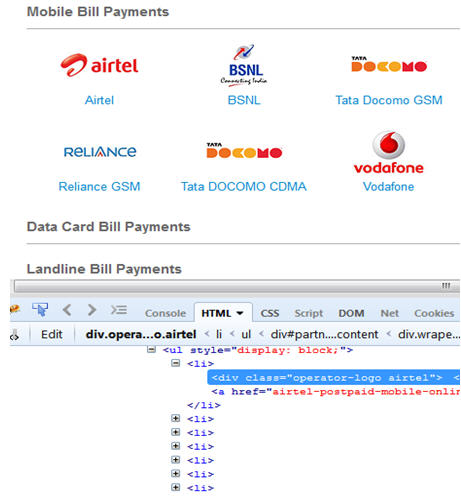 Mobile Bill Payments
airtel
BSNL
Connecting India
TATA
DOCOMO
Airtel
BSNL
Tata Docomo GSM
RELIANCE
TATA
DOCOMO
vodafone
Reliance GSM
Tata DOCOMO CDMA
Vodafone
Data Card Bill Payments
Landline Bill Payments
Console HTML CSS Script DOM Net Cookies
Edit div.opera...o.airtel < li < ul < div#partn....content < div.wrape...
<ul style="display: block;">
<li>
<div class="operator-logo airtel"> <
<a href="airtel-postpaid-mobile-onlin
</li>
<li>
<li>
<li>
<li>
<li>
<li>